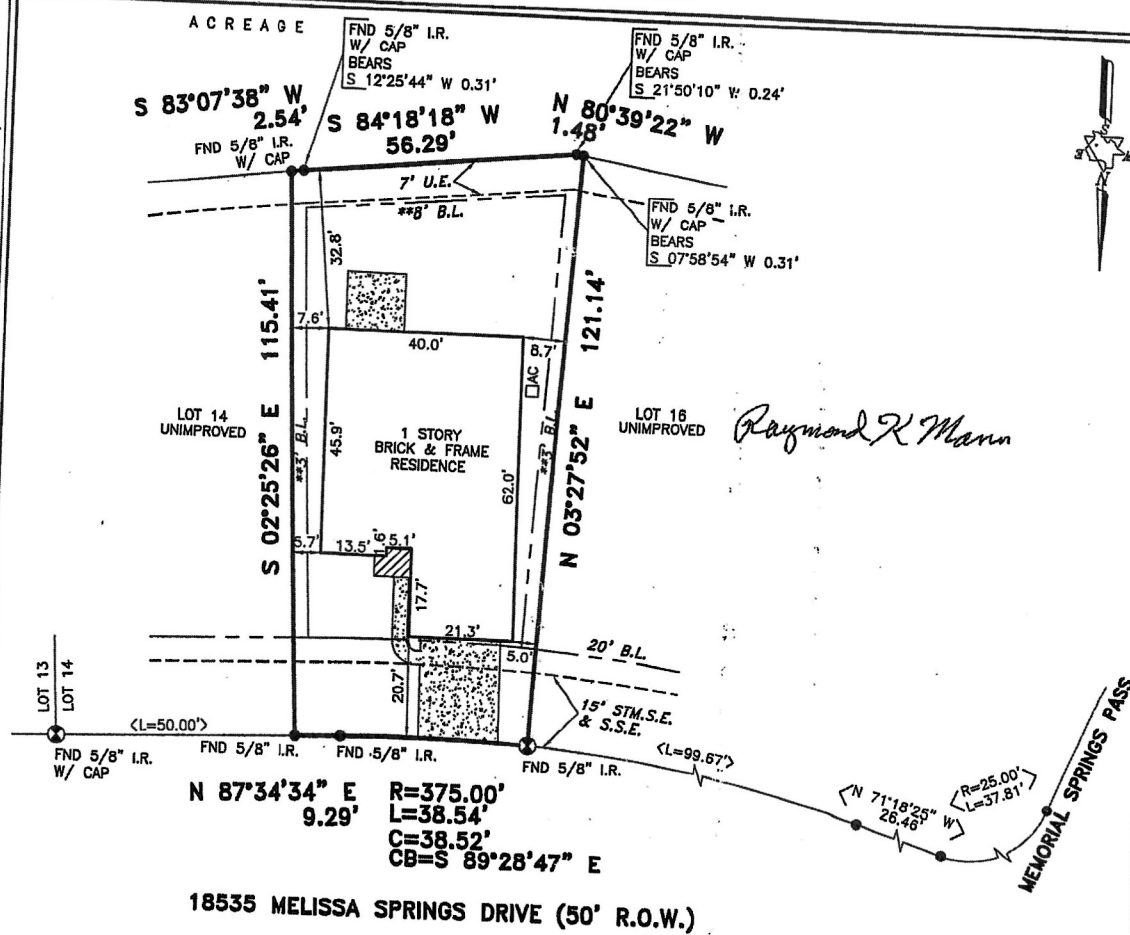 ACREAGE
FND 5/8" I.R.
W/ CAP
BEARS
S 12°25'44" W 0.31'
FND 5/8" I.R.
W/ CAP
BEARS
S 21°50'10" W 0.24'
S 83°07'38" W
2.54'
S 84°18'18" W
56.29'
N 80°39'22" W
1.48'
FND 5/8" I.R.
W/ CAP
7' U.E.
**8' B.L.
FND 5/8" I.R.
W/ CAP
BEARS
S 07°58'54" W 0.31'
32.8'
7.6'
40.0'
8.7'
AC
S 02°25'26" E 115.41'
N 03°27'52" E 121.14'
LOT 14
UNIMPROVED
**3' B.L.
45.9'
1 STORY
BRICK & FRAME
RESIDENCE
62.0'
**3' B.L.
LOT 16
UNIMPROVED
Raymond K Mann
5.7'
13.5'
1.6'
5.1'
17.7'
21.3'
5.0'
20' B.L.
20.7'
15' STM.S.E.
& S.S.E.
LOT 13
LOT 14
<L=50.00'>
FND 5/8" I.R.
W/ CAP
FND 5/8" I.R.
FND 5/8" I.R.
FND 5/8" I.R.
<L=99.67'>
<N 71°18'25" W
26.46'>
<R=25.00'
L=37.81'>
MEMORIAL SPRINGS PASS
N 87°34'34" E
9.29'
R=375.00'
L=38.54'
C=38.52'
CB=S 89°28'47" E
18535 MELISSA SPRINGS DRIVE (50' R.O.W.)